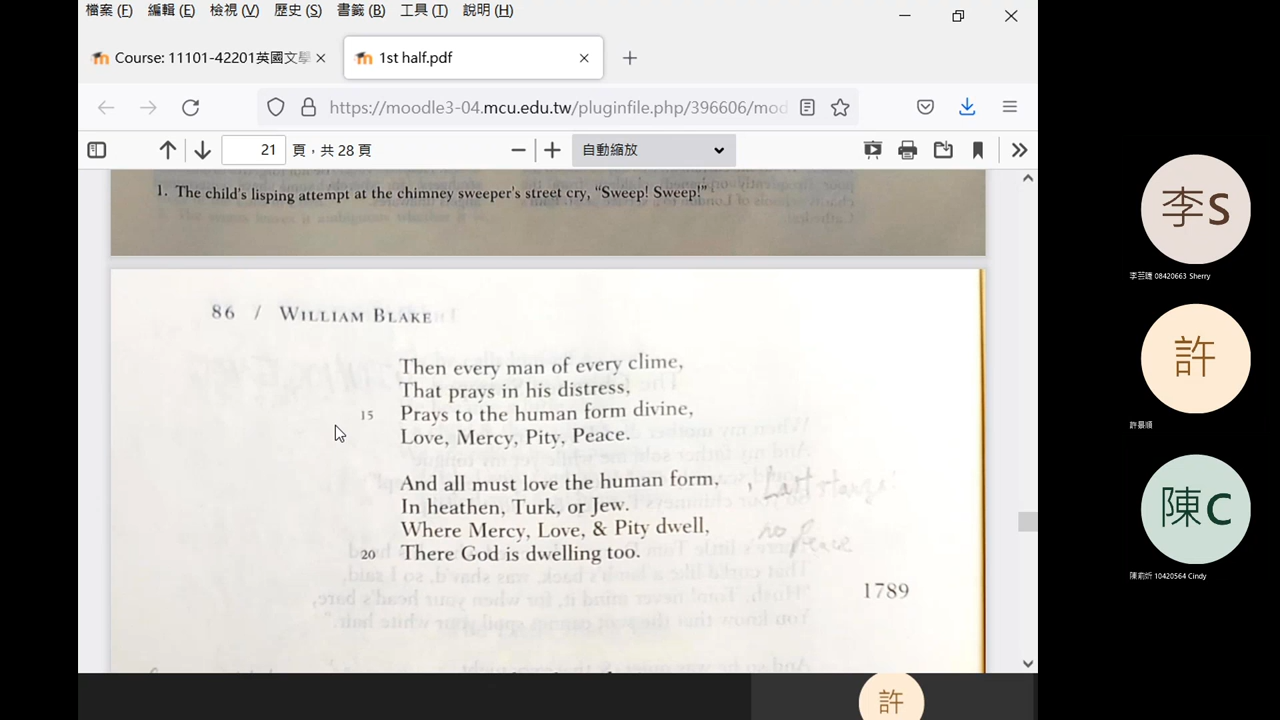 檔案 (F) 編輯 (E) 檢視 (V) 歷史 (S) 書籤 (B) 工具 (T) 說明 (H)
Course: 11101-42201英國文學
1st half.pdf
https://moodle3-04.mcu.edu.tw/pluginfile.php/396606/mod
21 頁，共 28 頁
自動縮放
1. The child's lisping attempt at the chimney sweeper's street cry, "Sweep! Sweep!"
86 / WILLIAM BLAKE
Then every man of every clime,
That prays in his distress,
15 Prays to the human form divine,
Love, Mercy, Pity, Peace.
And all must love the human form,
In heathen, Turk, or Jew.
Where Mercy, Love, & Pity dwell,
20 There God is dwelling too.
Last stanza:
no Peace
1789
李S
08420663 Sherry
許
陳C
10420564 Cindy
許